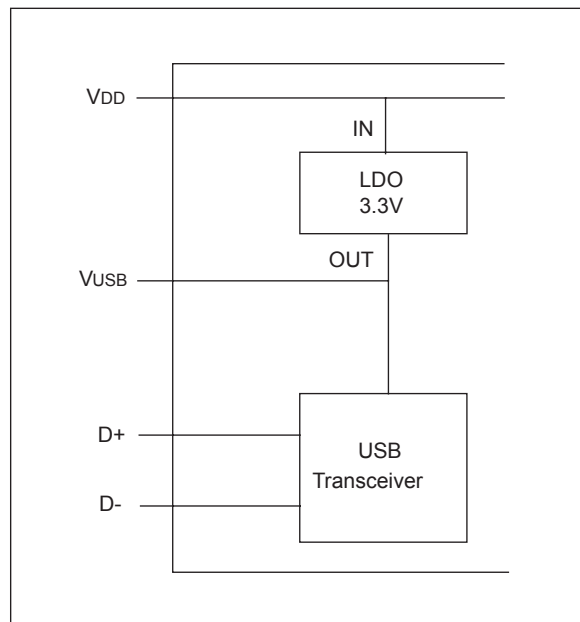 VDD
IN
LDO
3.3V
OUT
VUSB
D+
USB
Transceiver
D-